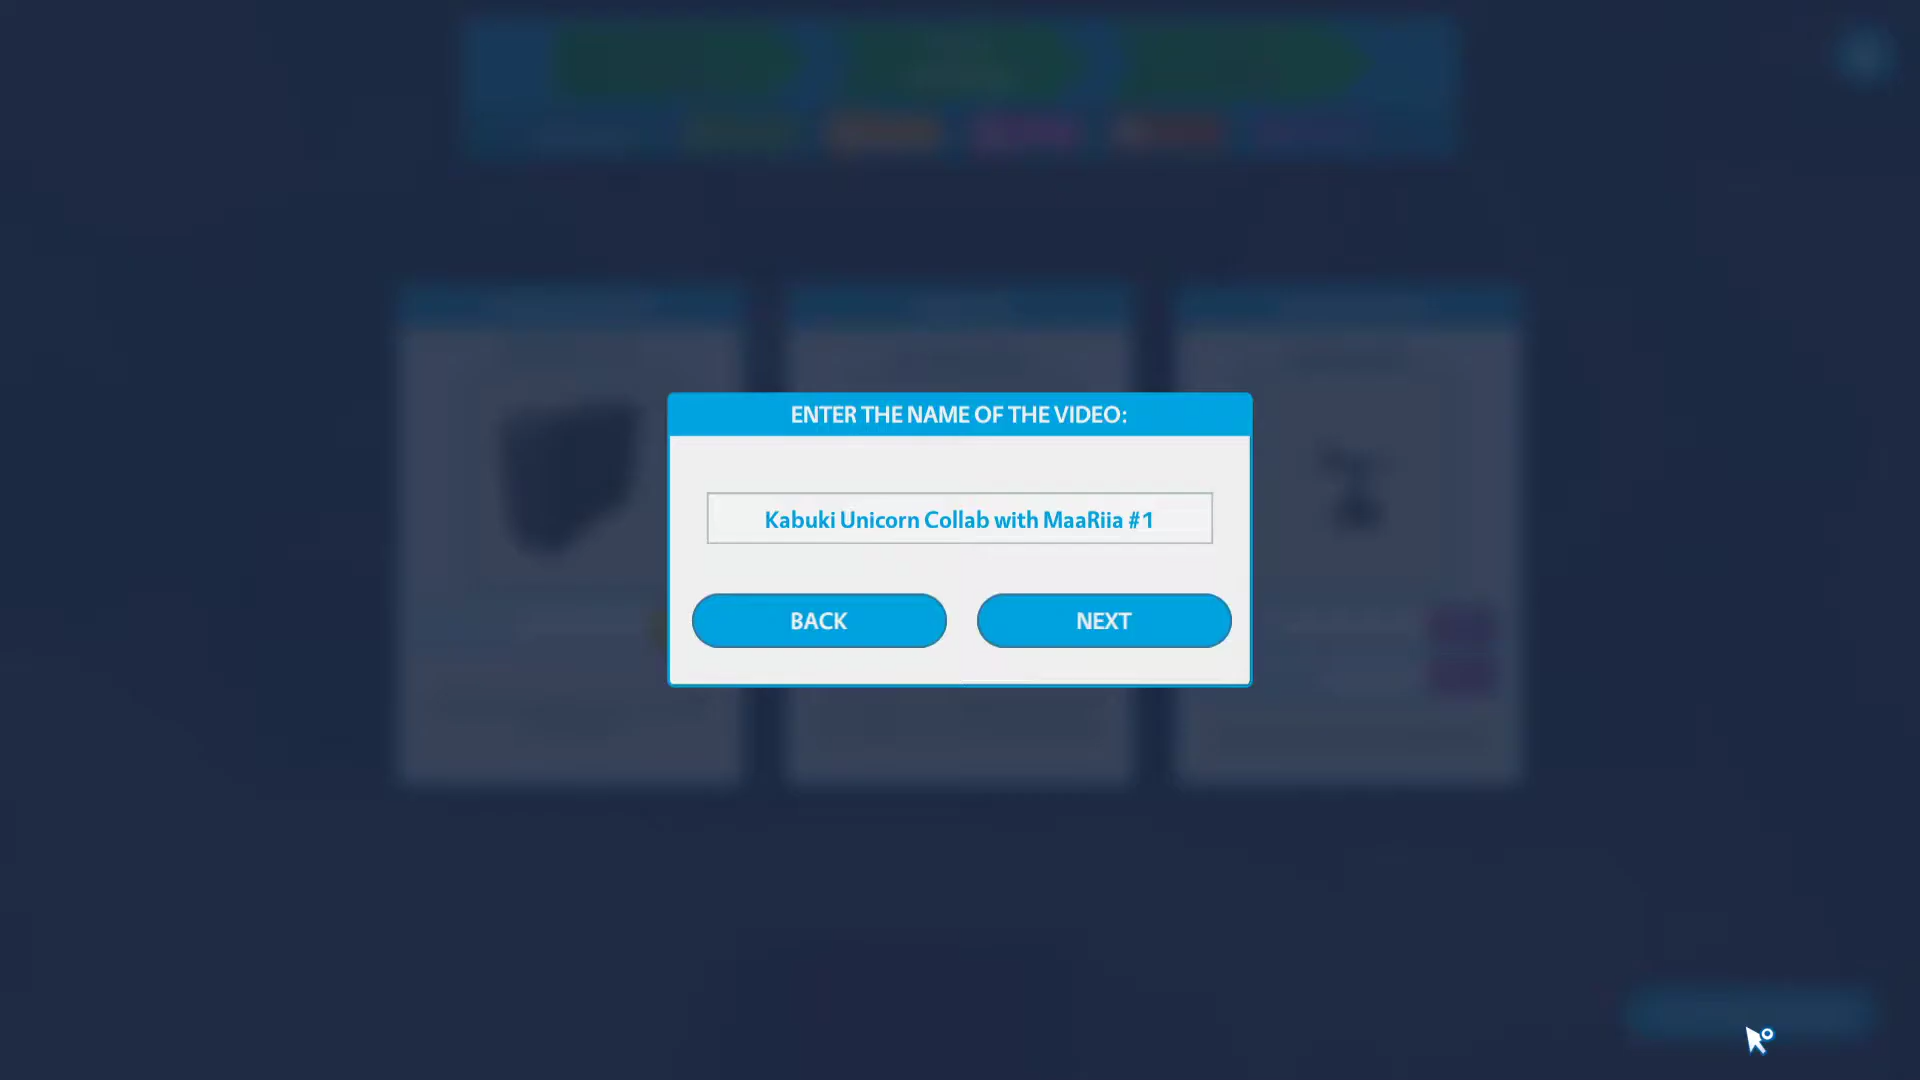 ENTER THE NAME OF THE VIDEO:
Kabuki Unicorn Collab with MaaRiia #1
BACK
NEXT